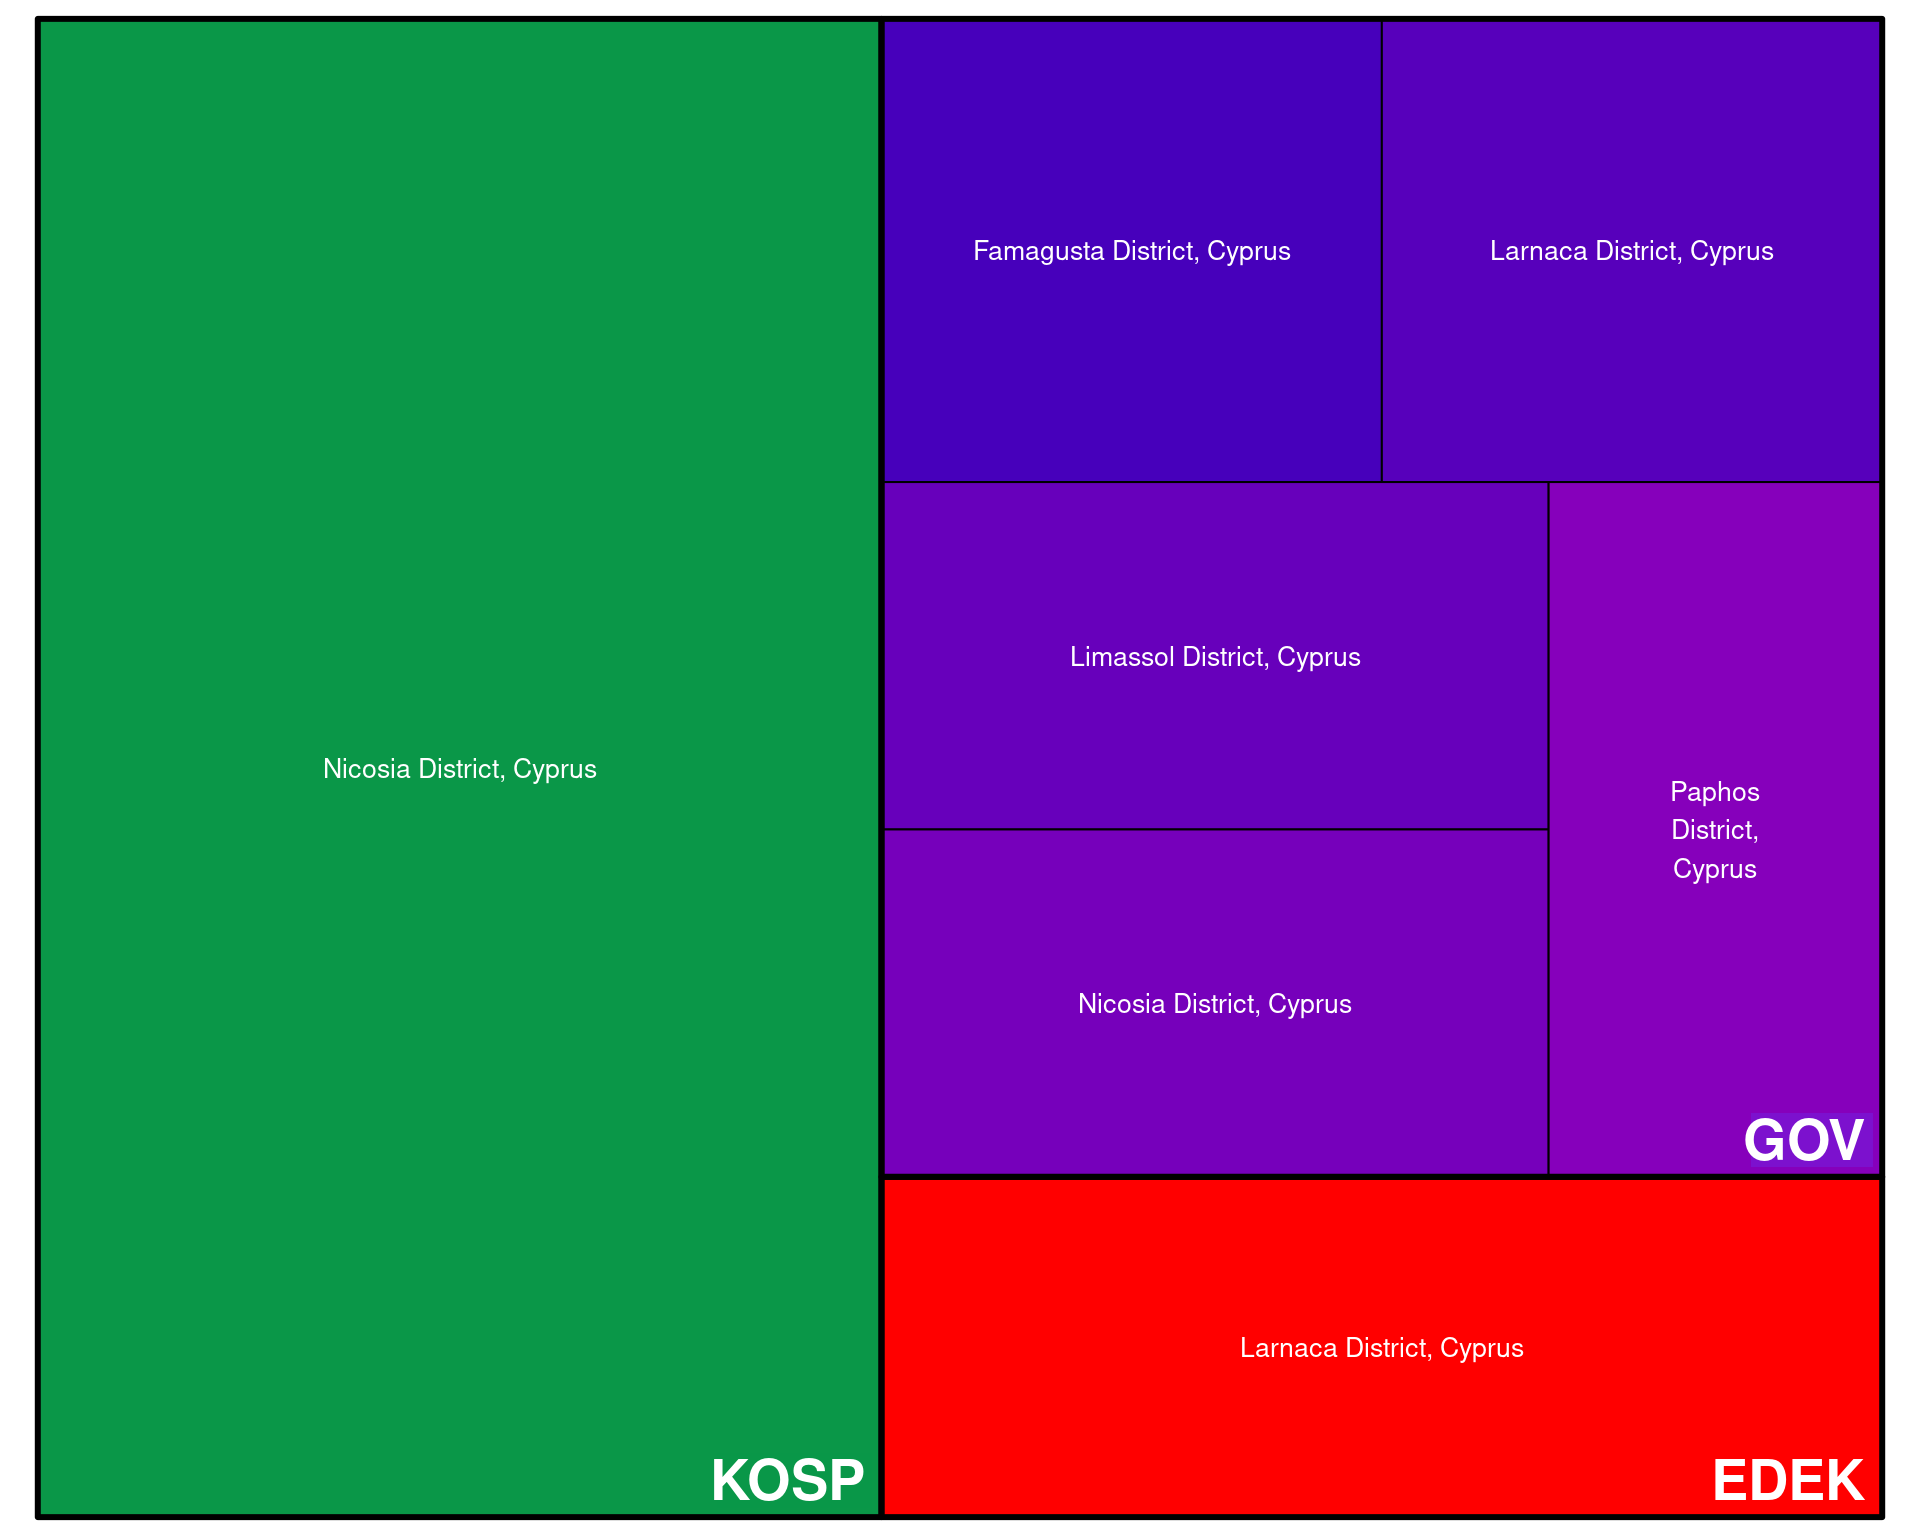 Nicosia District, Cyprus
KOSP
Famagusta District, Cyprus
Larnaca District, Cyprus
Limassol District, Cyprus
Nicosia District, Cyprus
Paphos
District,
Cyprus
GOV
Larnaca District, Cyprus
EDEK